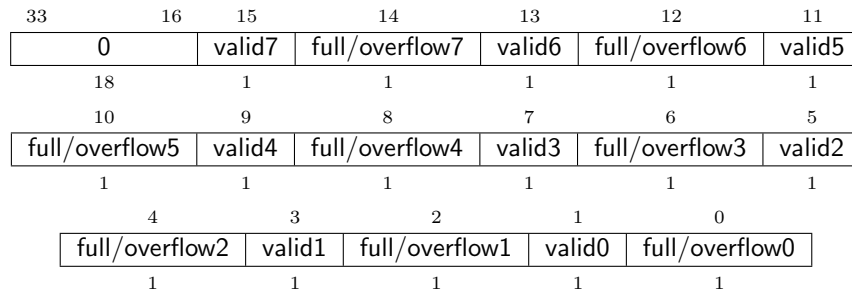 33 16 15 14 13 12 11
0 valid7 full/overflow7 valid6 full/overflow6 valid5
18 1 1 1 1 1
10 9 8 7 6 5
full/overflow5 valid4 full/overflow4 valid3 full/overflow3 valid2
1 1 1 1 1 1
4 3 2 1 0
full/overflow2 valid1 full/overflow1 valid0 full/overflow0
1 1 1 1 1